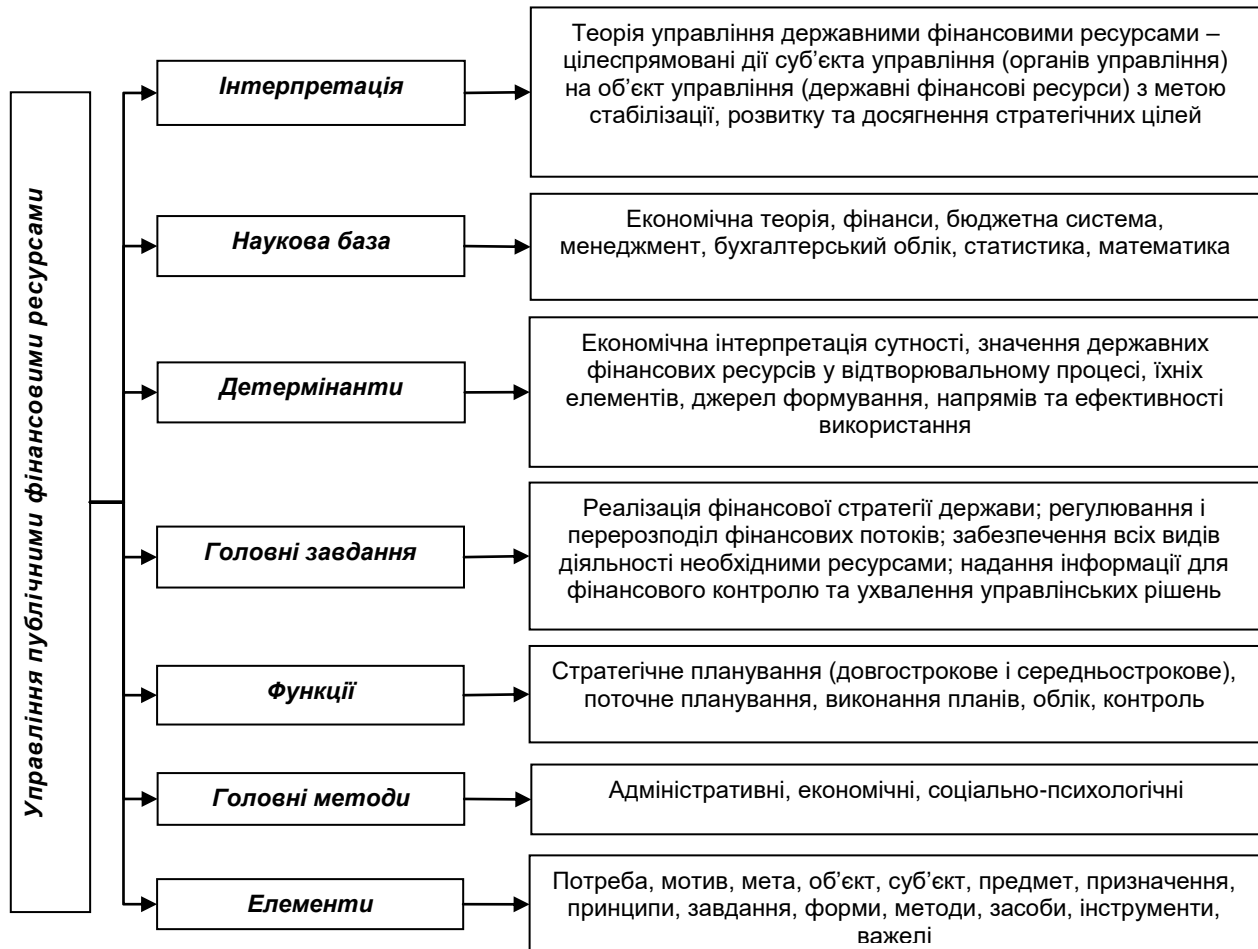 Управління публічними фінансовими ресурсами
Інтерпретація
Теорія управління державними фінансовими ресурсами –
цілеспрямовані дії суб’єкта управління (органів управління)
на об’єкт управління (державні фінансові ресурси) з метою
стабілізації, розвитку та досягнення стратегічних цілей
Наукова база
Економічна теорія, фінанси, бюджетна система,
менеджмент, бухгалтерський облік, статистика, математика
Детермінанти
Економічна інтерпретація сутності, значення державних
фінансових ресурсів у відтворювальному процесі, їхніх
елементів, джерел формування, напрямів та ефективності
використання
Головні завдання
Реалізація фінансової стратегії держави; регулювання і
перерозподіл фінансових потоків; забезпечення всіх видів
діяльності необхідними ресурсами; надання інформації для
фінансового контролю та ухвалення управлінських рішень
Функції
Стратегічне планування (довгострокове і середньострокове),
поточне планування, виконання планів, облік, контроль
Головні методи
Адміністративні, економічні, соціально-психологічні
Елементи
Потреба, мотив, мета, об’єкт, суб’єкт, предмет, призначення,
принципи, завдання, форми, методи, засоби, інструменти,
важелі